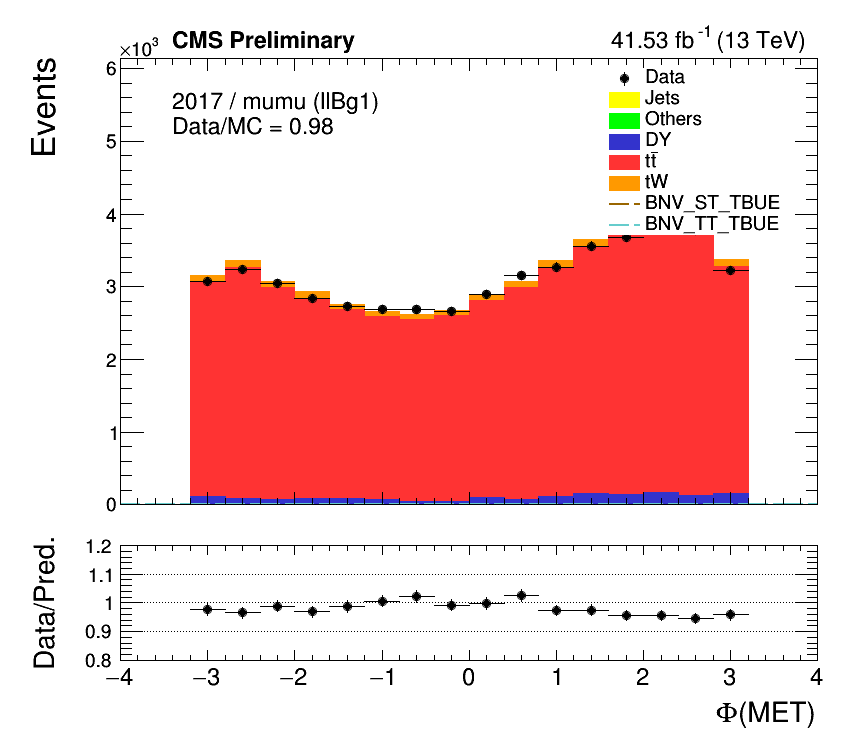 ×10³ CMS Preliminary 41.53 fb⁻¹ (13 TeV)
Events
6
5
4
3
2
1
0
2017 / mumu (llBg1)
Data/MC = 0.98
Data
Jets
Others
DY
tt̄
tW
BNV_ST_TBUE
BNV_TT_TBUE
Data/Pred.
1.2
1.1
1
0.9
0.8
−4 −3 −2 −1 0 1 2 3 4
Φ(MET)